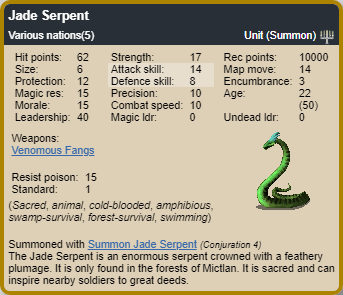 Jade Serpent
Various nations(5) Unit (Summon)
Hit points: 62 Strength: 17 Rec points: 10000
Size: 6 Attack skill: 14 Map move: 14
Protection: 12 Defence skill: 8 Encumbrance: 3
Magic res: 15 Precision: 10 Age: 22
Morale: 15 Combat speed: 10 (50)
Leadership: 40 Magic ldr: 0 Undead ldr: 0
Weapons:
Venomous Fangs
Resist poison: 15
Standard: 1
(Sacred, animal, cold-blooded, amphibious,
swamp-survival, forest-survival, swimming)
Summoned with Summon Jade Serpent (Conjuration 4)
The Jade Serpent is an enormous serpent crowned with a feathery
plumage. It is only found in the forests of Mictlan. It is sacred and can
inspire nearby soldiers to great deeds.